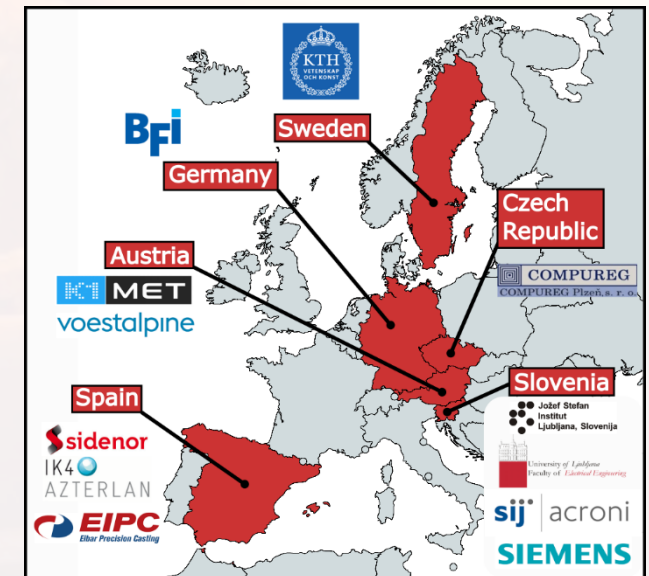 KTH
VETENSKAP
OCH KONST
BFi
Sweden
Germany
Czech
Republic
Austria
COMPUREG
COMPUREG Plzeň, s. r. o.
K1 MET
voestalpine
Spain
Slovenia
sidenor
IK4
AZTERLAN
EIPC
Eibar Precision Casting
Jožef Stefan
Institut
Ljubljana, Slovenija
University of Ljubljana
Faculty of Electrical Engineering
sij acroni
SIEMENS